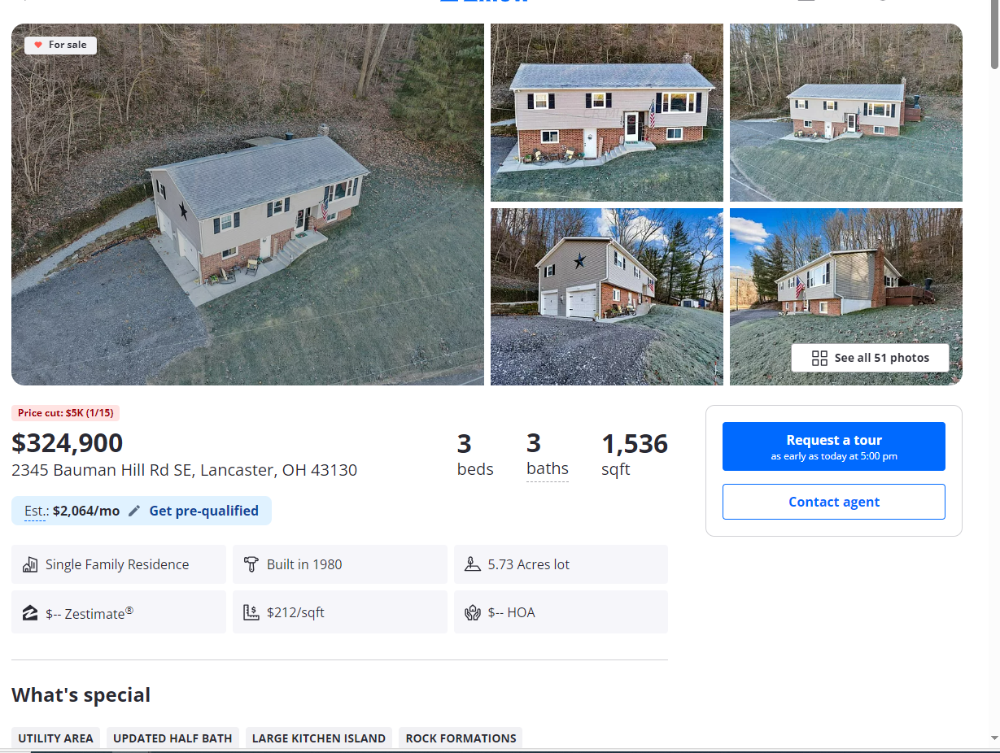 For sale
See all 51 photos
Price cut: $5K (1/15)
$324,900
2345 Bauman Hill Rd SE, Lancaster, OH 43130
3
beds
3
baths
1,536
sqft
Est.: $2,064/mo
Get pre-qualified
Request a tour
as early as today at 5:00 pm
Contact agent
Single Family Residence
Built in 1980
5.73 Acres lot
$-- Zestimate®
$212/sqft
$-- HOA
What's special
UTILITY AREA
UPDATED HALF BATH
LARGE KITCHEN ISLAND
ROCK FORMATIONS